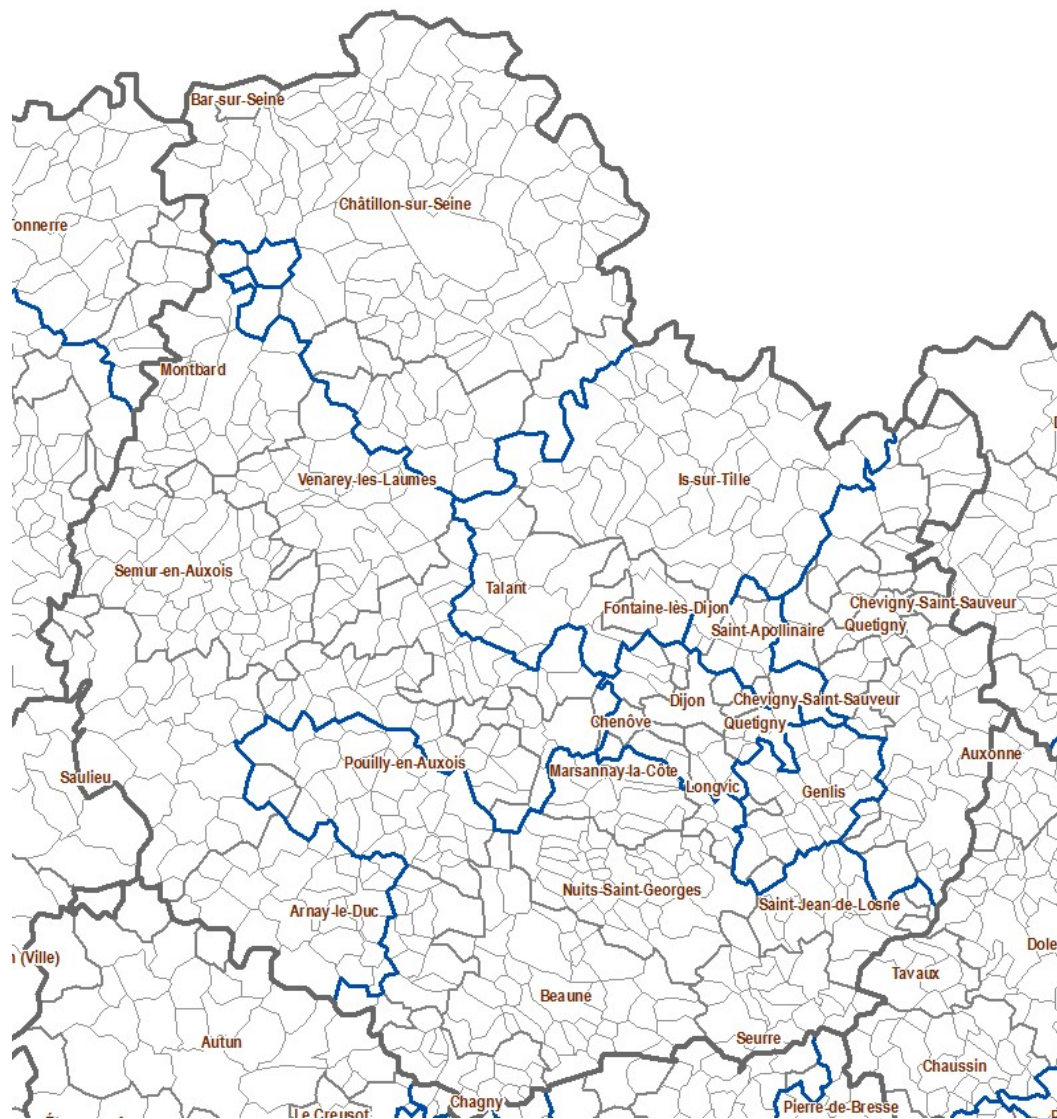 Bar-sur-Seine
Châtillon-sur-Seine
onnerre
Montbard
Venarey-les-Laumes
Is-sur-Tille
Semur-en-Auxois
Talant
Fontaine-lès-Dijon
Chevigny-Saint-Sauveur
Quetigny
Saint-Apollinaire
Dijon
Chevigny-Saint-Sauveur
Chenôve
Quetigny
Auxonne
Pouilly-en-Auxois
Marsannay-la-Côte
Saulieu
Longvic
Genlis
Nuits-Saint-Georges
Arnay-le-Duc
Saint-Jean-de-Losne
n (Ville)
Dole
Tavaux
Beaune
Autun
Seurre
Chaussin
Chagny
Pierre-de-Bresse
Le Creusot